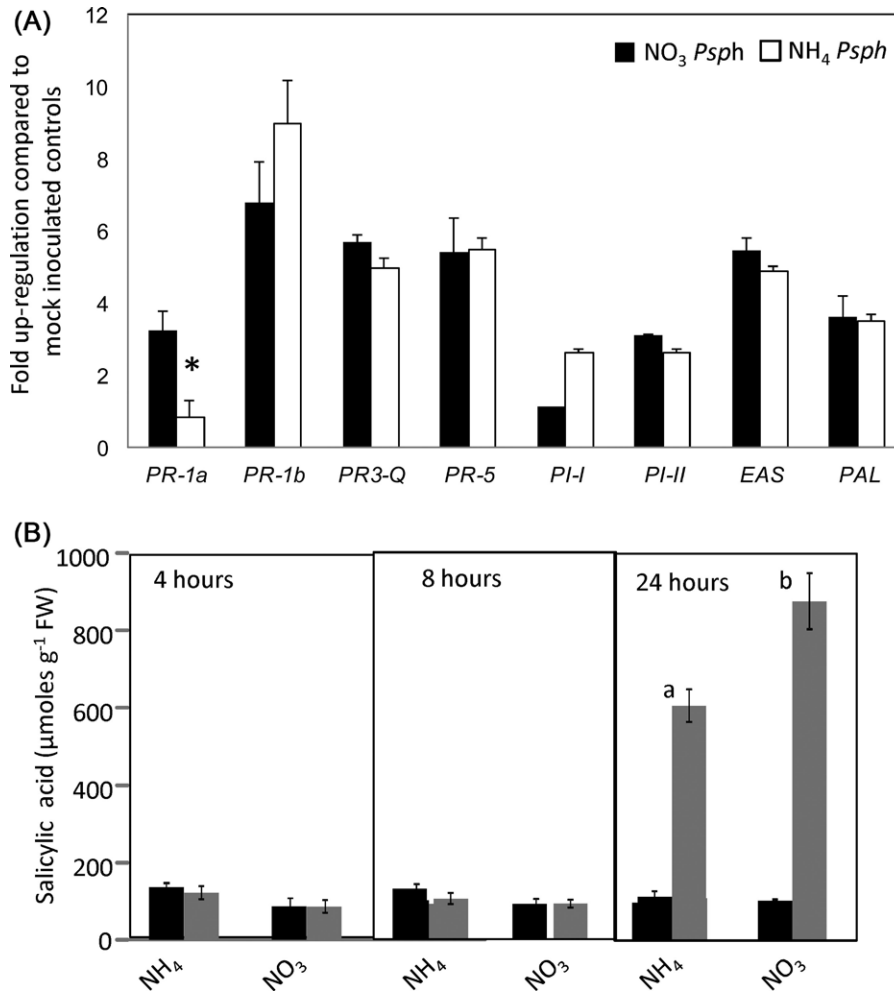 (A)
Fold up-regulation compared to
mock inoculated controls
12
10
8
6
4
2
0
NO3 Psph NH4 Psph
*
PR-1a PR-1b PR3-Q PR-5 PI-I PI-II EAS PAL
(B)
Salicylic acid (µmoles g-1 FW)
1000
800
600
400
200
0
4 hours 8 hours 24 hours
a b
NH4 NO3 NH4 NO3 NH4 NO3